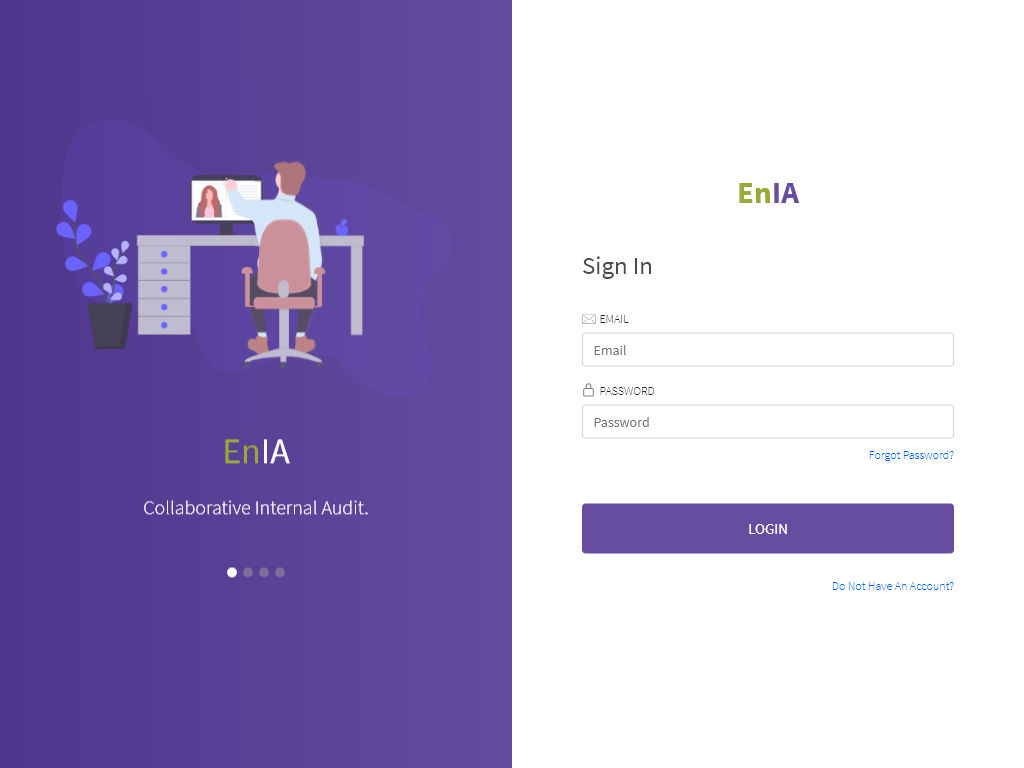 EnIA
Collaborative Internal Audit.
EnIA
Sign In
EMAIL
Email
PASSWORD
Password
Forgot Password?
LOGIN
Do Not Have An Account?